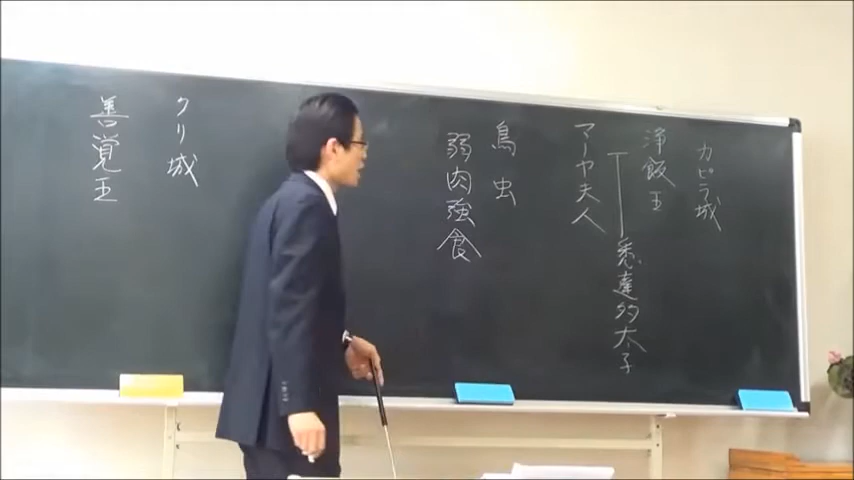 カピラ城
浄飯王
マーヤ夫人
悉達多太子
鳥虫
弱肉強食
クリ城
善覚王